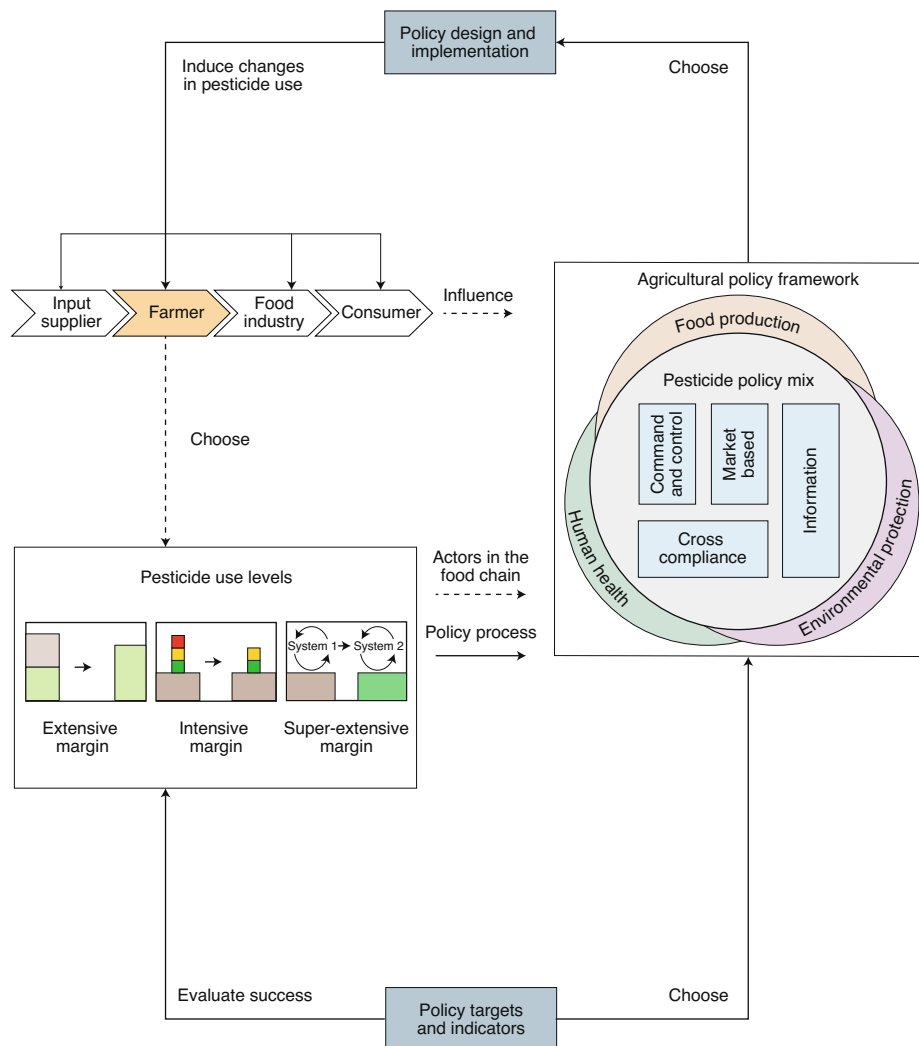 Policy design and
implementation
Induce changes
in pesticide use
Choose
Input
supplier
Farmer
Food
industry
Consumer
Influence
Agricultural policy framework
Food production
Pesticide policy mix
Command
and control
Market
based
Information
Cross
compliance
Human health
Environmental protection
Choose
Pesticide use levels
System 1
System 2
Extensive
margin
Intensive
margin
Super-extensive
margin
Actors in the
food chain
Policy process
Evaluate success
Policy targets
and indicators
Choose